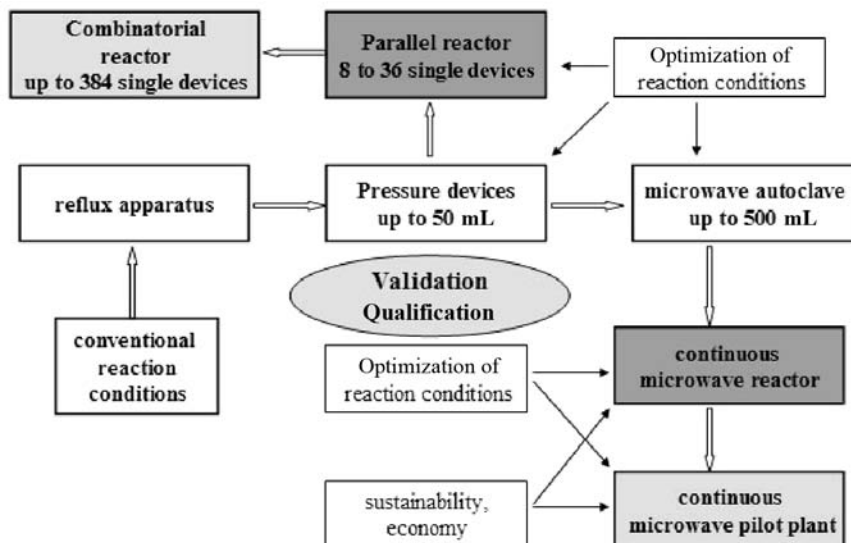 Combinatorial
reactor
up to 384 single devices
Parallel reactor
8 to 36 single devices
Optimization of
reaction conditions
reflux apparatus
Pressure devices
up to 50 mL
microwave autoclave
up to 500 mL
Validation
Qualification
conventional
reaction
conditions
Optimization of
reaction conditions
continuous
microwave reactor
sustainability,
economy
continuous
microwave pilot plant